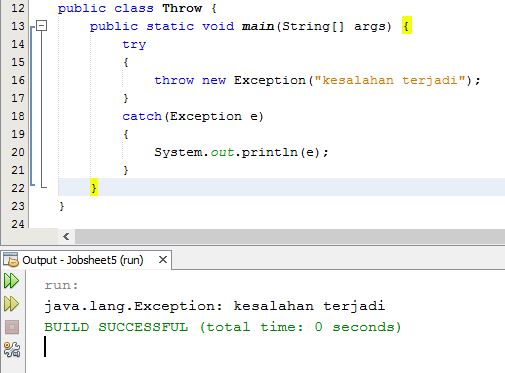 12 public class Throw {
13 public static void main(String[] args) {
14 try
15 {
16 throw new Exception("kesalahan terjadi");
17 }
18 catch(Exception e)
19 {
20 System.out.println(e);
21 }
22 }
23 }
24
Output - Jobsheet5 (run)
run:
java.lang.Exception: kesalahan terjadi
BUILD SUCCESSFUL (total time: 0 seconds)